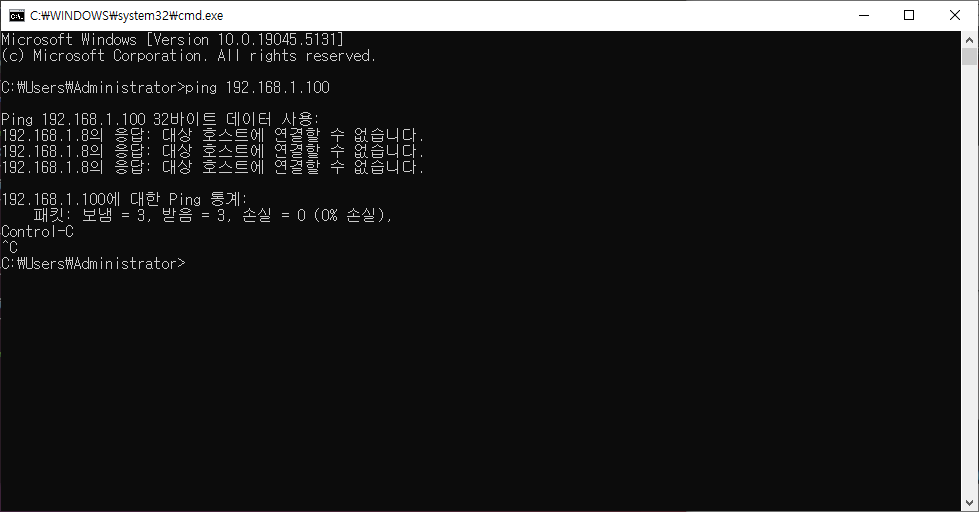 C:₩WINDOWS₩system32₩cmd.exe
Microsoft Windows [Version 10.0.19045.5131]
(c) Microsoft Corporation. All rights reserved.
C:₩Users₩Administrator>ping 192.168.1.100
Ping 192.168.1.100 32바이트 데이터 사용:
192.168.1.8의 응답: 대상 호스트에 연결할 수 없습니다.
192.168.1.8의 응답: 대상 호스트에 연결할 수 없습니다.
192.168.1.8의 응답: 대상 호스트에 연결할 수 없습니다.
192.168.1.100에 대한 Ping 통계:
패킷: 보냄 = 3, 받음 = 3, 손실 = 0 (0% 손실),
Control-C
^C
C:₩Users₩Administrator>